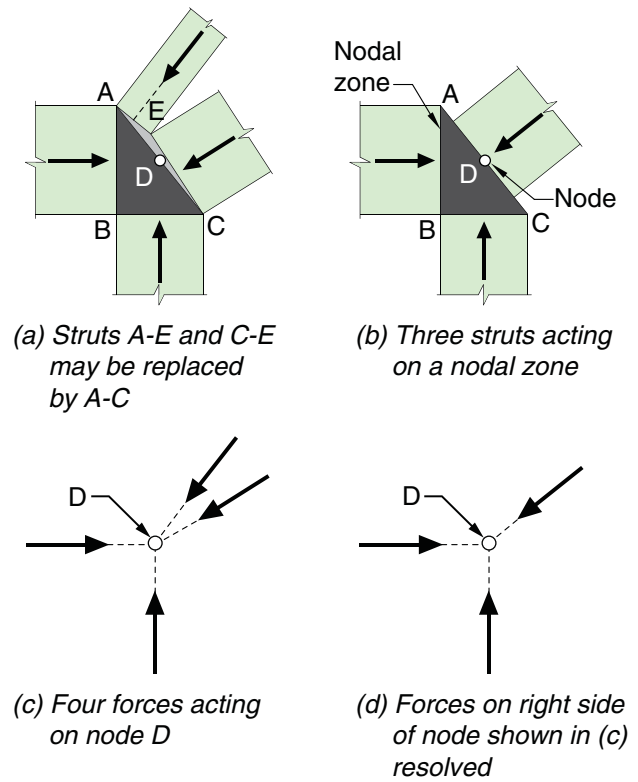 A
E
D
B
C
(a) Struts A-E and C-E
may be replaced
by A-C
Nodal
zone
A
D
Node
B
C
(b) Three struts acting
on a nodal zone
D
(c) Four forces acting
on node D
D
(d) Forces on right side
of node shown in (c)
resolved